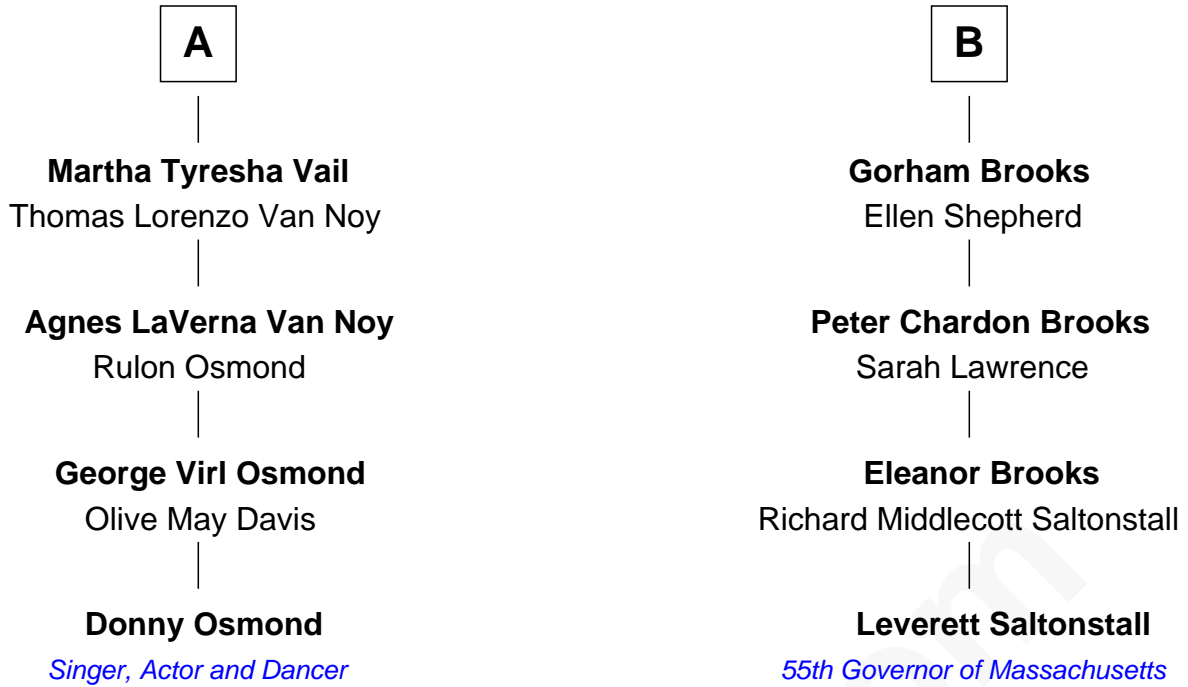 A
Martha Tyresha Vail
Thomas Lorenzo Van Noy
Agnes LaVerna Van Noy
Rulon Osmond
George Virl Osmond
Olive May Davis
Donny Osmond
Singer, Actor and Dancer
B
Gorham Brooks
Ellen Shepherd
Peter Chardon Brooks
Sarah Lawrence
Eleanor Brooks
Richard Middlecott Saltonstall
Leverett Saltonstall
55th Governor of Massachusetts